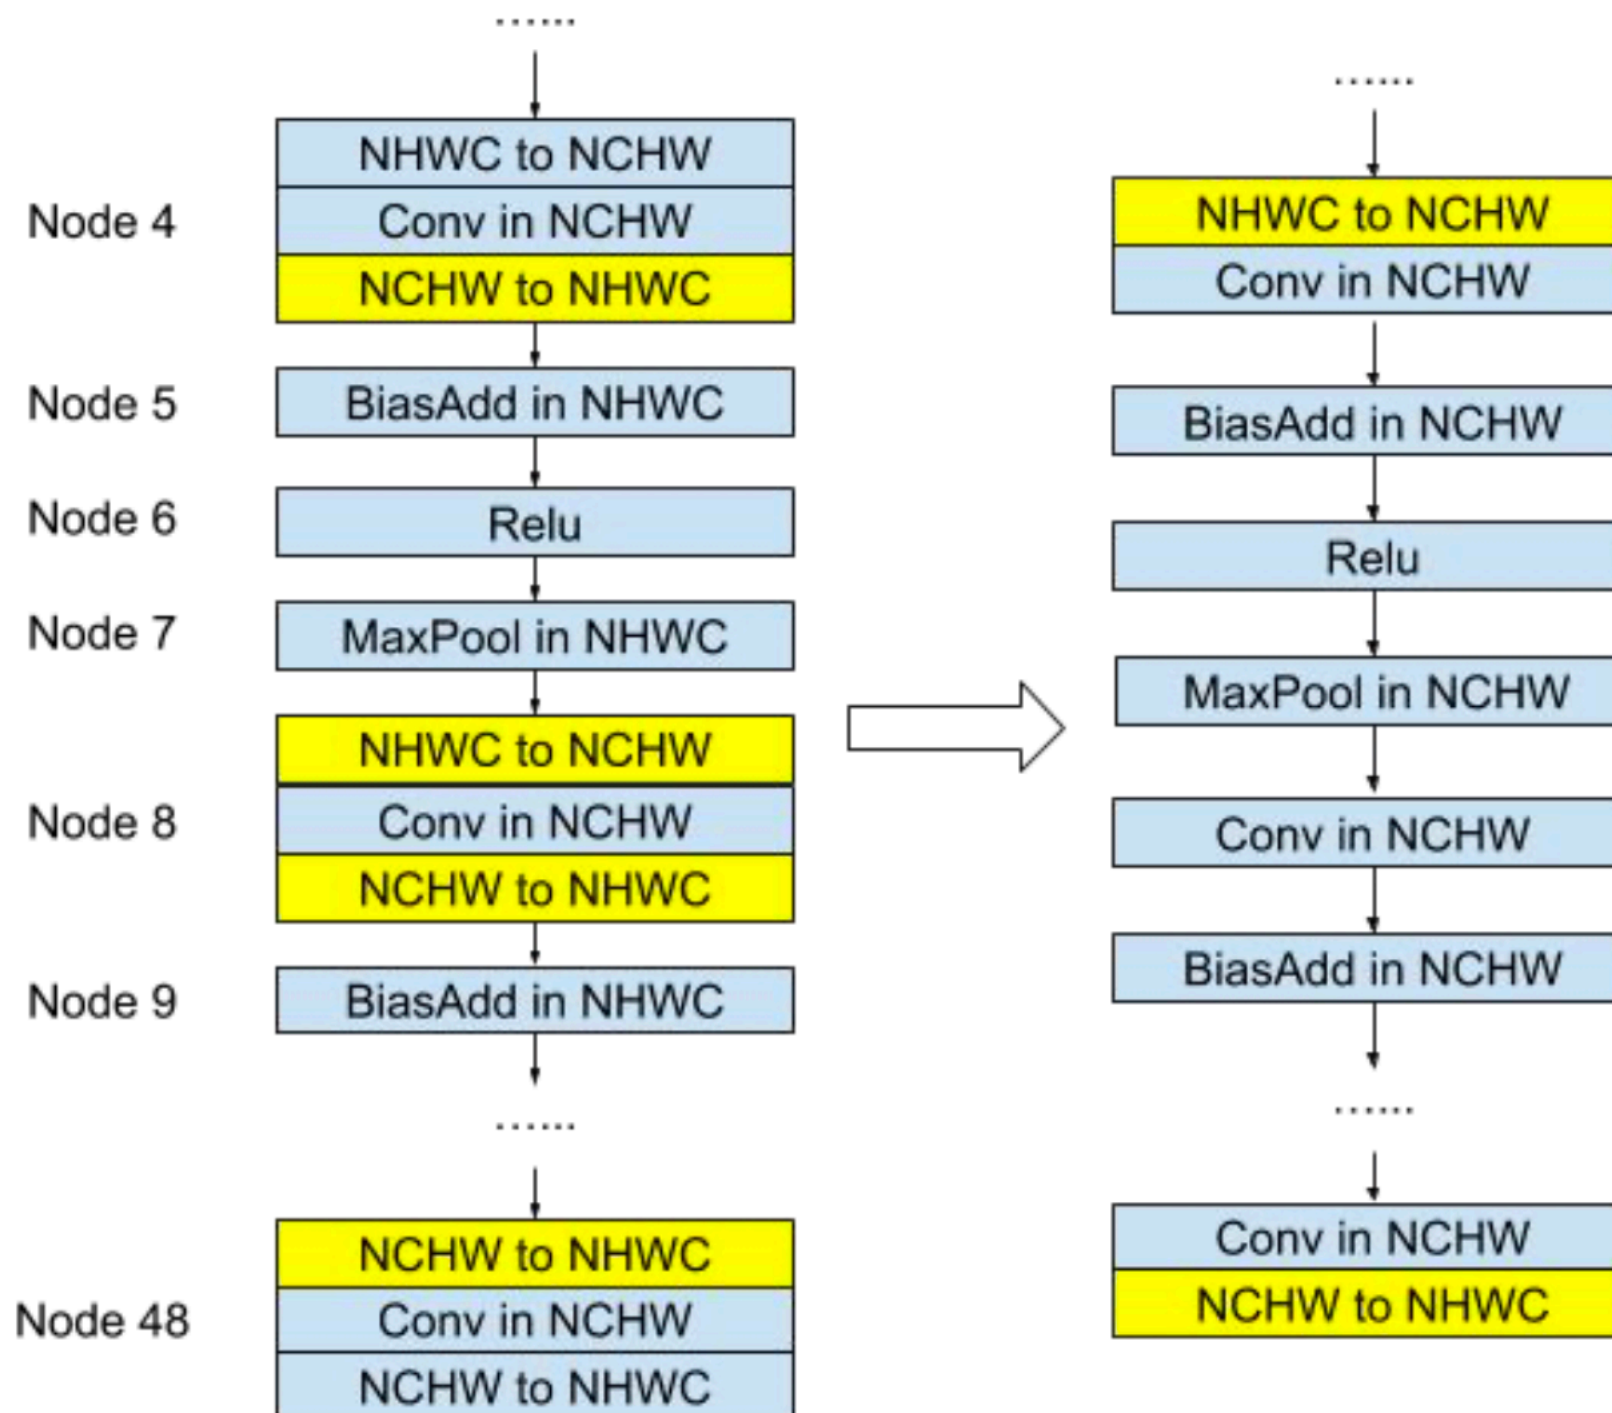 ......
NHWC to NCHW
Node 4
Conv in NCHW
NCHW to NHWC
Node 5
BiasAdd in NHWC
Node 6
Relu
Node 7
MaxPool in NHWC
NHWC to NCHW
Node 8
Conv in NCHW
NCHW to NHWC
Node 9
BiasAdd in NHWC
......
NCHW to NHWC
Node 48
Conv in NCHW
NCHW to NHWC
......
NHWC to NCHW
Conv in NCHW
BiasAdd in NCHW
Relu
MaxPool in NCHW
Conv in NCHW
BiasAdd in NCHW
......
Conv in NCHW
NCHW to NHWC